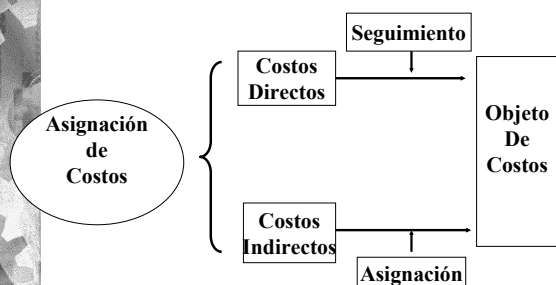 Seguimiento
Costos
Directos
Asignación
de
Costos
Objeto
De
Costos
Costos
Indirectos
Asignación